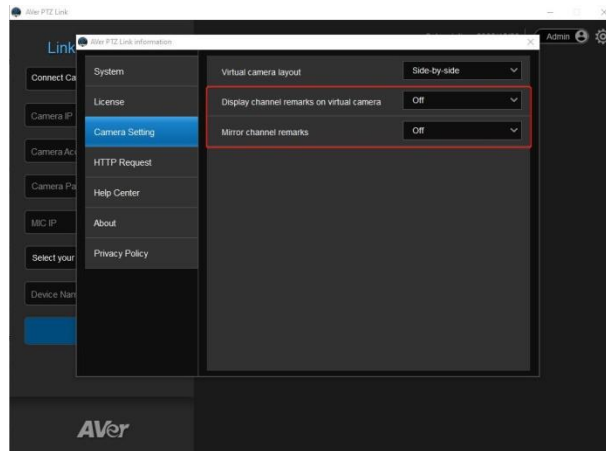 AVer PTZ Link
Link
AVer PTZ Link information
Admin
Connect Ca
Camera IP
Camera Acc
Camera Pa
MIC IP
Select your
Device Nam
System
License
Camera Setting
HTTP Request
Help Center
About
Privacy Policy
Virtual camera layout
Side-by-side
Display channel remarks on virtual camera
Off
Mirror channel remarks
Off
AVer